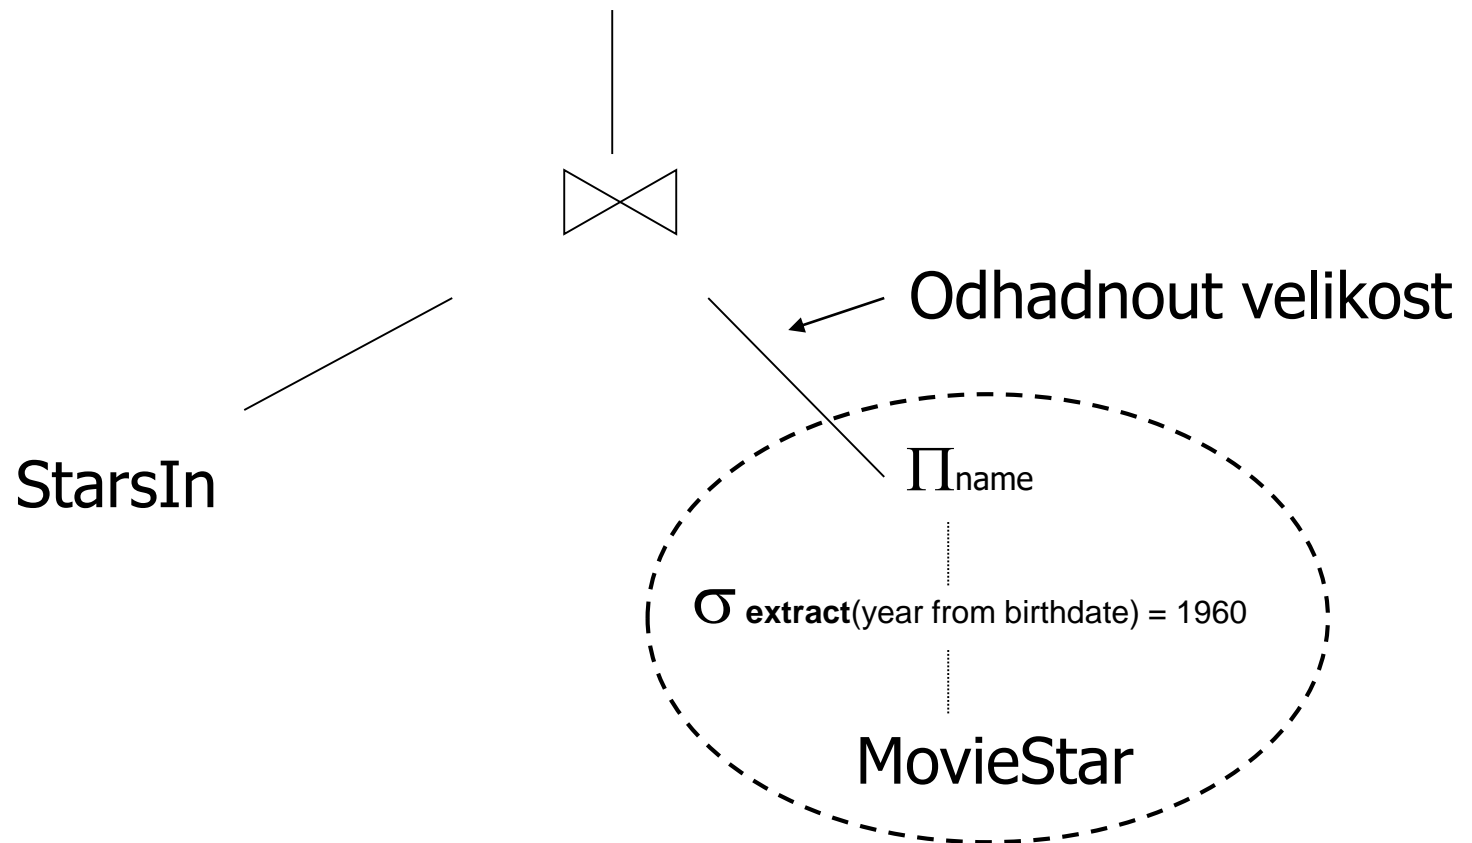 Odhadnout velikost
StarsIn
Πname
σ extract(year from birthdate) = 1960
MovieStar